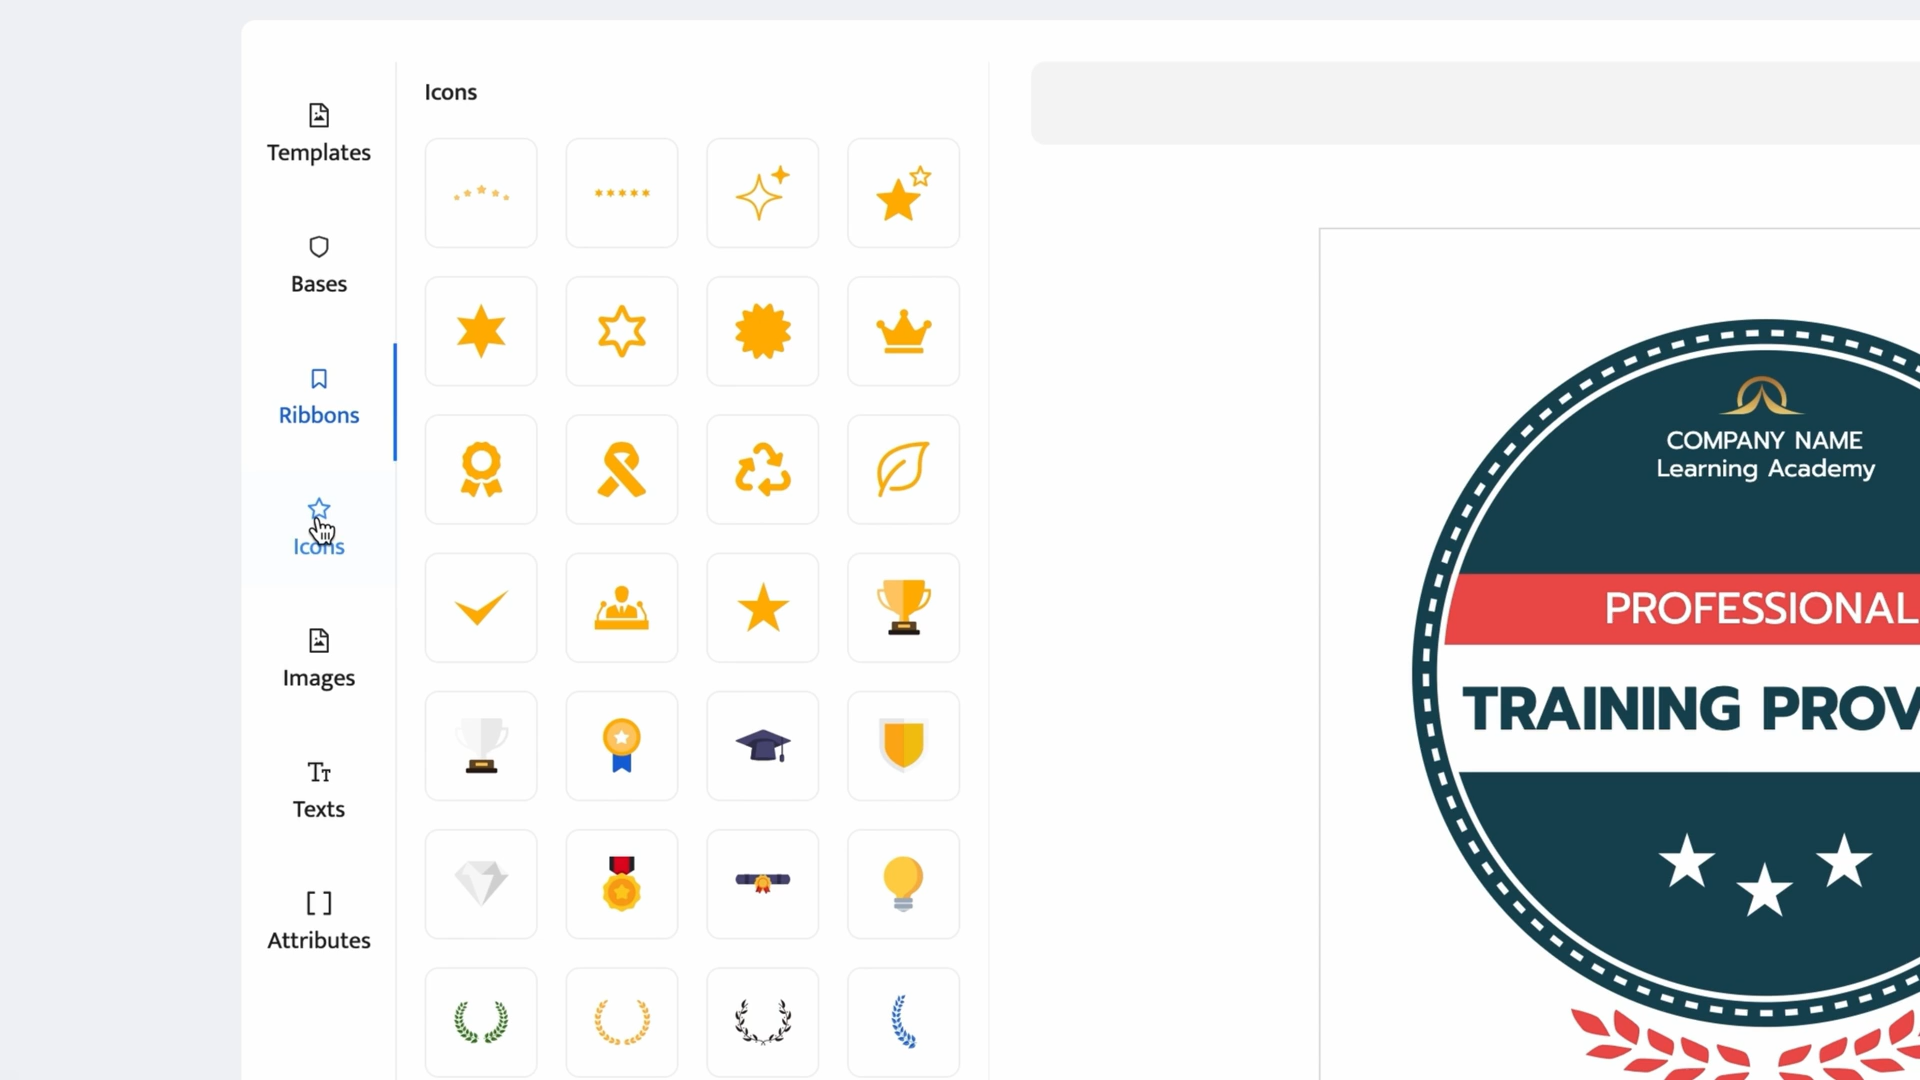 Templates
Bases
Ribbons
Icons
Images
Texts
Attributes
Icons
COMPANY NAME
Learning Academy
PROFESSIONAL
TRAINING PROV